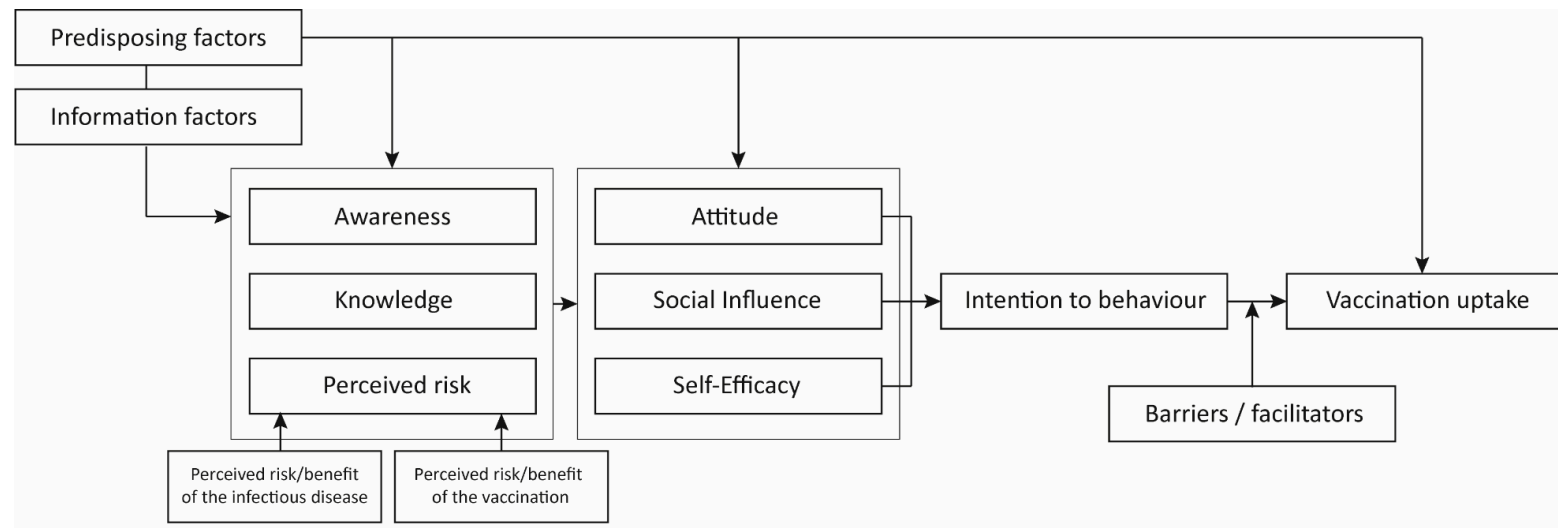 Predisposing factors
Information factors
Awareness
Knowledge
Perceived risk
Perceived risk/benefit
of the infectious disease
Perceived risk/benefit
of the vaccination
Attitude
Social Influence
Self-Efficacy
Intention to behaviour
Vaccination uptake
Barriers / facilitators